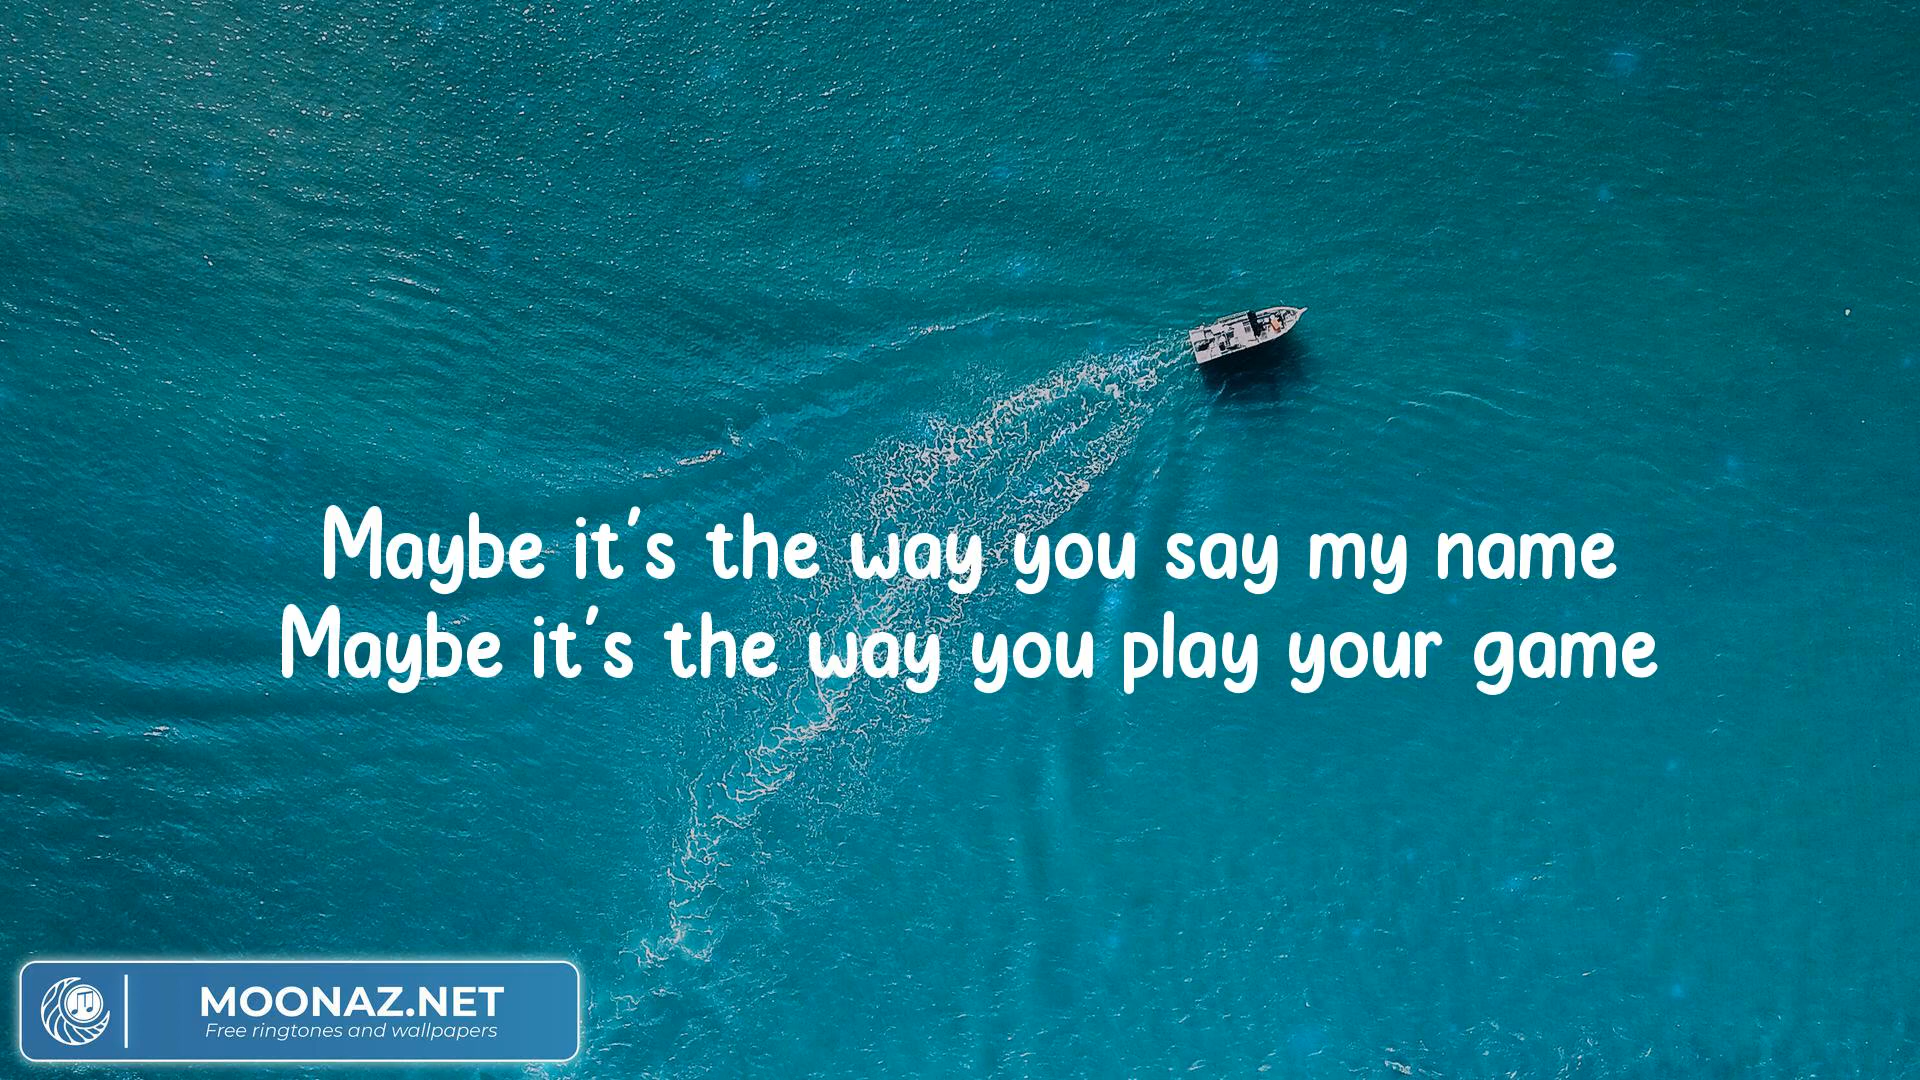 Maybe it's the way you say my name
Maybe it's the way you play your game
MOONAZ.NET
Free ringtones and wallpapers